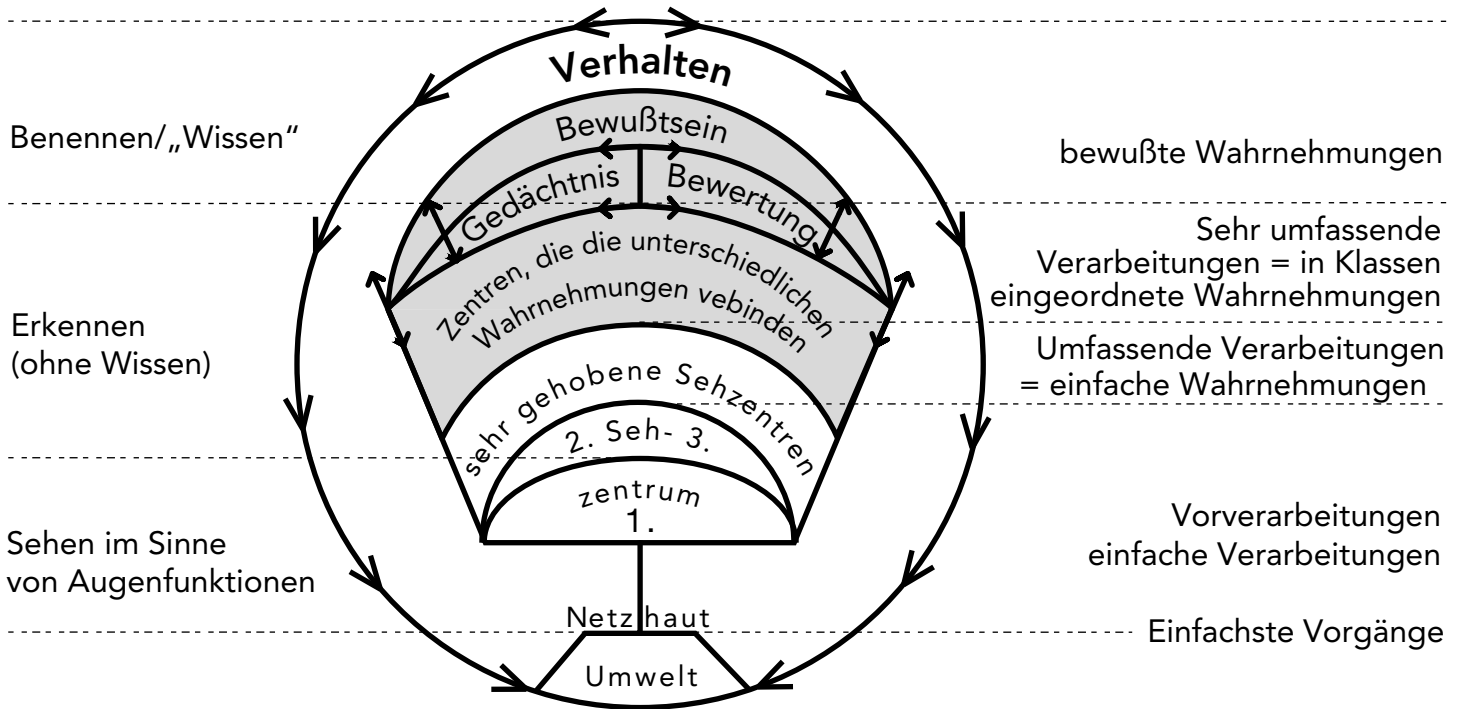 Verhalten
Bewußtsein
Benennen/„Wissen“
bewußte Wahrnehmungen
Gedächtnis
Bewertung
Zentren, die die unterschiedlichen
Wahrnehmungen vebinden
Sehr umfassende
Verarbeitungen = in Klassen
eingeordnete Wahrnehmungen
Erkennen
(ohne Wissen)
Umfassende Verarbeitungen
= einfache Wahrnehmungen
sehr gehobene Sehzentren
2. Seh- 3.
zentrum
1.
Sehen im Sinne
von Augenfunktionen
Vorverarbeitungen
einfache Verarbeitungen
Netzhaut
Einfachste Vorgänge
Umwelt